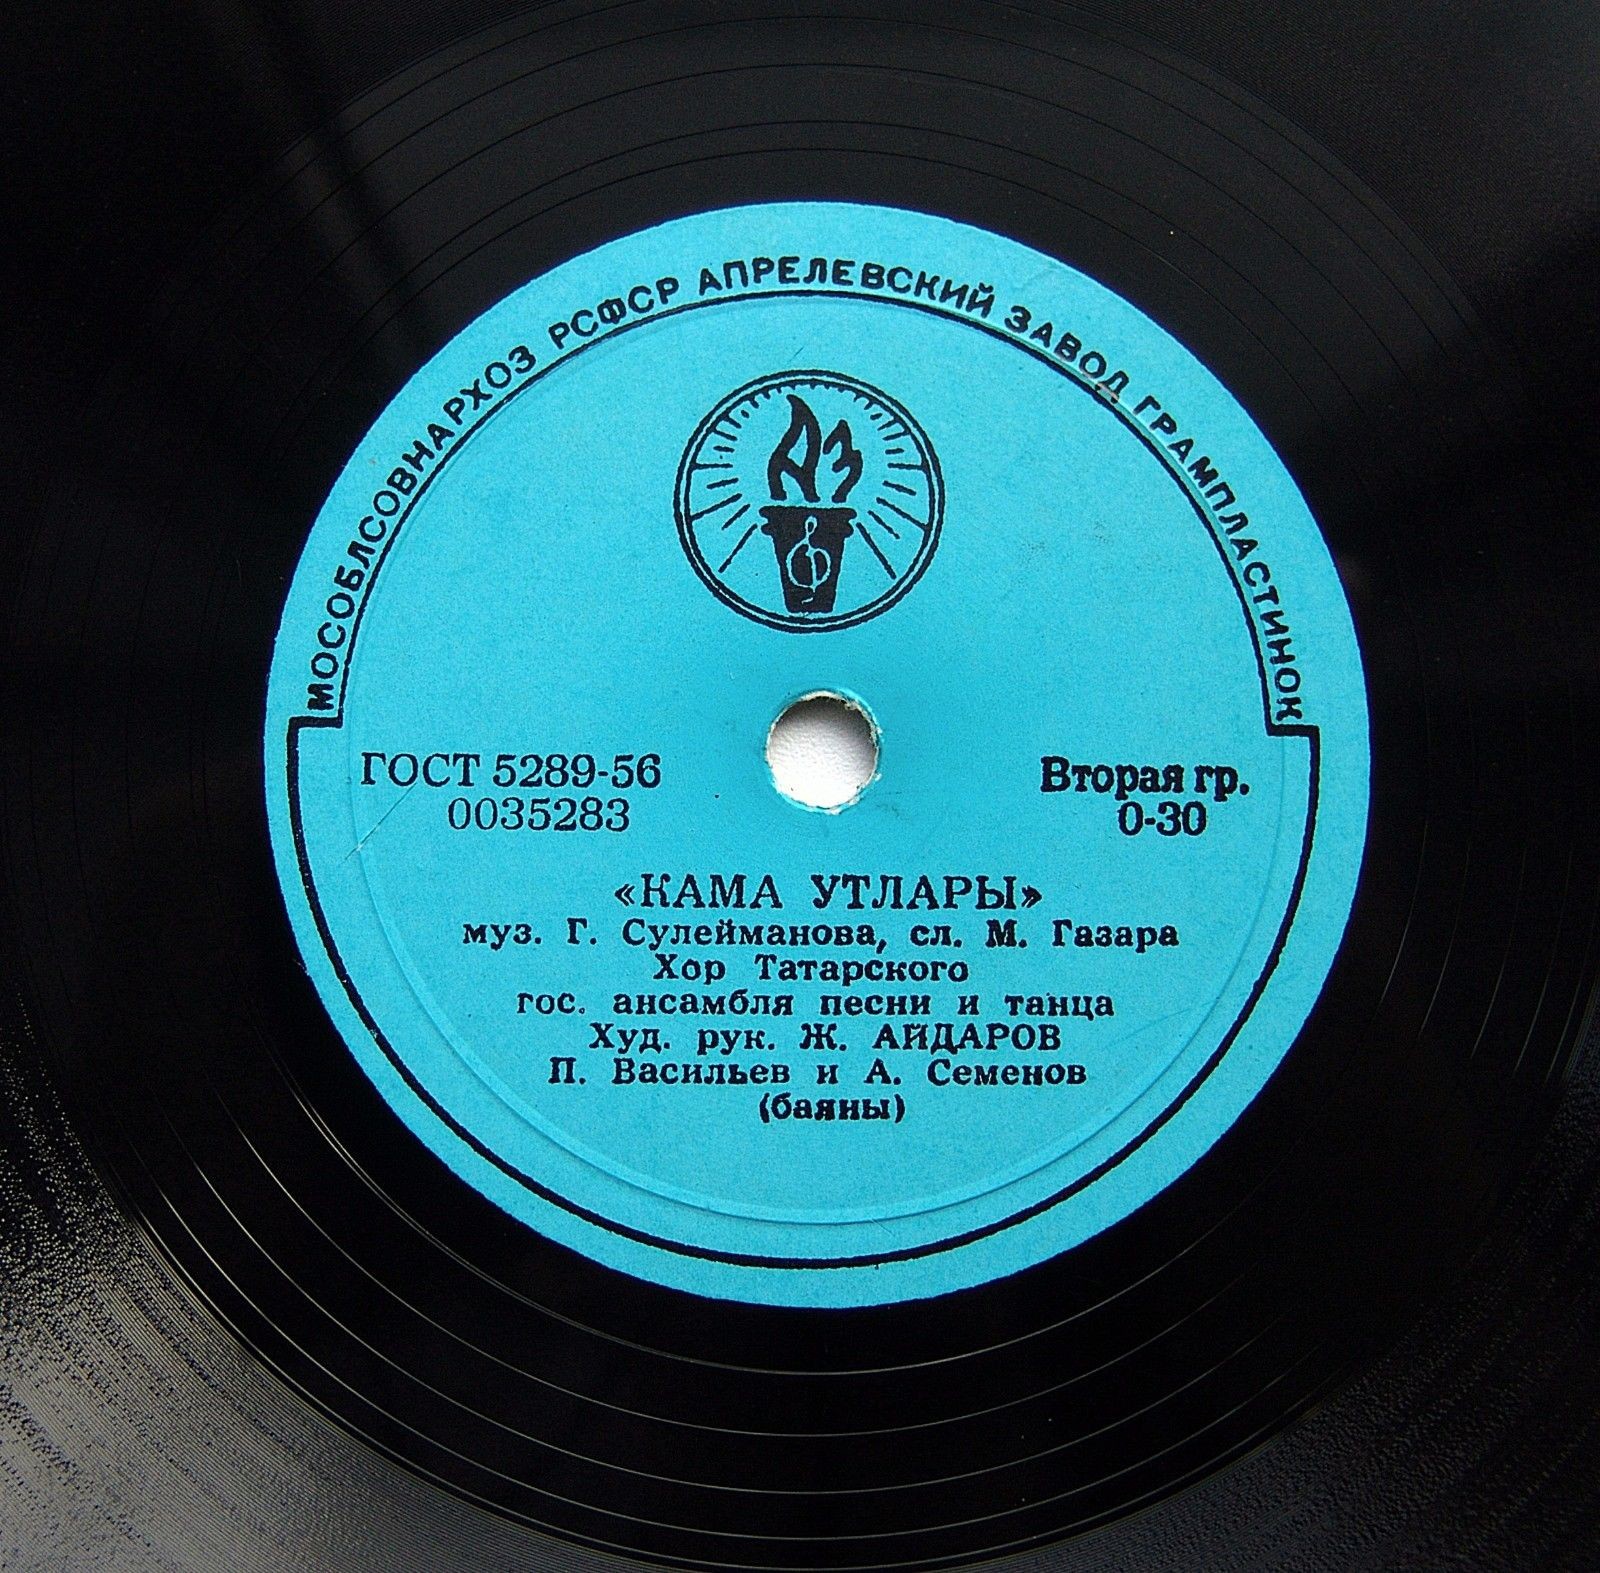 МОСОБЛСОВНАРХОЗ РСФСР АПРЕЛЕВСКИЙ ЗАВОД ГРАМПЛАСТИНОК
АЗ
ГОСТ 5289-56
0035283
Вторая гр.
0-30
«КАМА УТЛАРЫ»
муз. Г. Сулейманова, сл. М. Газара
Хор Татарского
гос. ансамбля песни и танца
Худ. рук. Ж. АЙДАРОВ
П. Васильев и А. Семенов
(баяны)